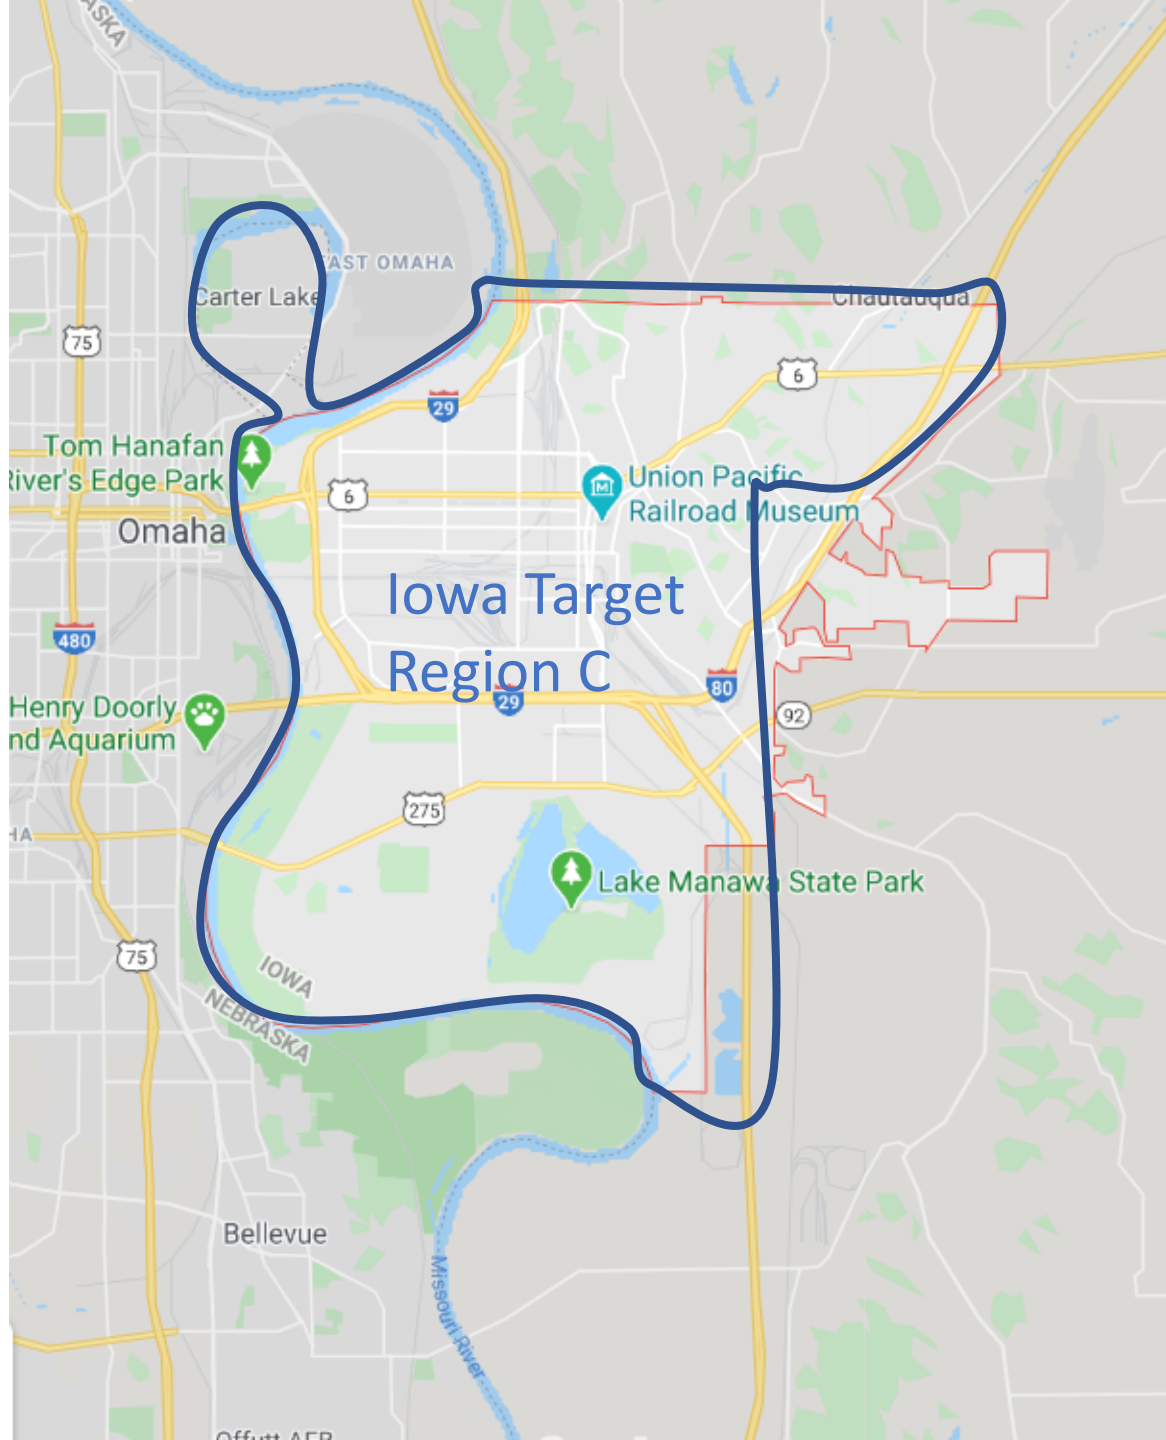 ASKA
EAST OMAHA
Carter Lake
Chautauqua
75
6
29
Tom Hanafan
River's Edge Park
Union Pacific
Railroad Museum
6
Omaha
Iowa Target
Region C
480
80
29
92
Henry Doorly
nd Aquarium
275
HA
Lake Manawa State Park
75
IOWA
NEBRASKA
Bellevue
Missouri River
Offutt AFB